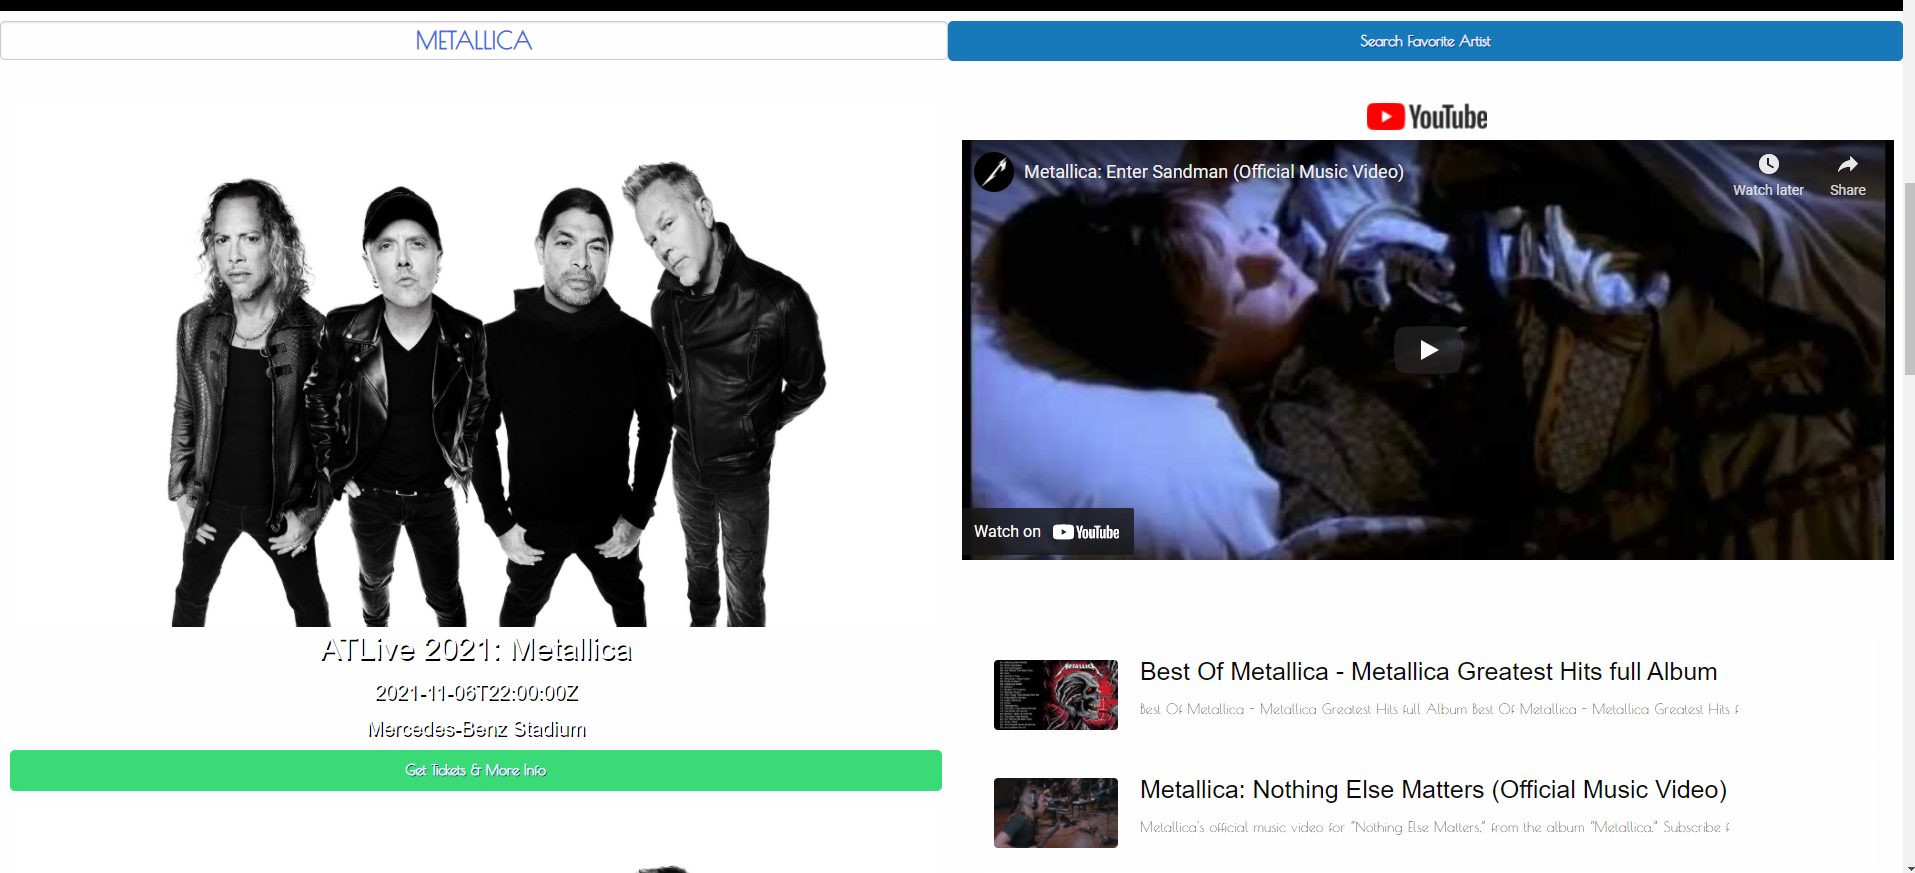 METALLICA
Search Favorite Artist
YouTube
Metallica: Enter Sandman (Official Music Video)
Watch later
Share
Watch on YouTube
ATLive 2021: Metallica
2021-11-06T22:00:00Z
Mercedes-Benz Stadium
Get Tickets & More Info
METALLICA
Best Of Metallica - Metallica Greatest Hits full Album
Best Of Metallica - Metallica Greatest Hits full Album Best Of Metallica - Metallica Greatest Hits f
Metallica: Nothing Else Matters (Official Music Video)
Metallica's official music video for "Nothing Else Matters," from the album "Metallica." Subscribe f